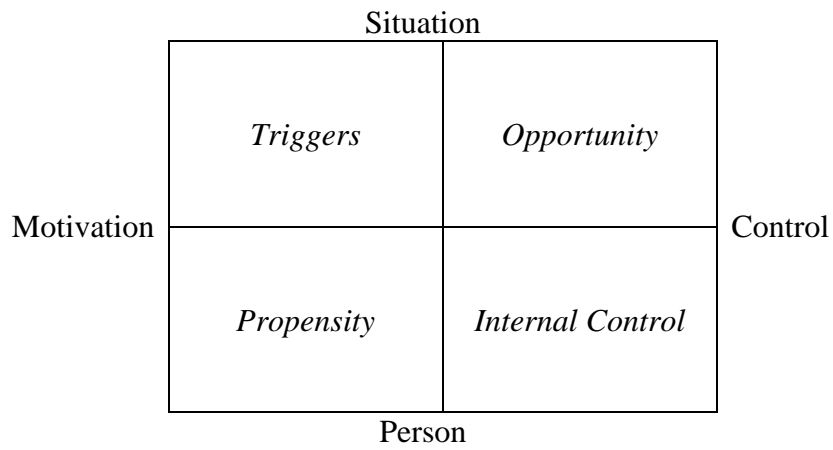 Situation
Triggers
Opportunity
Motivation
Control
Propensity
Internal Control
Person